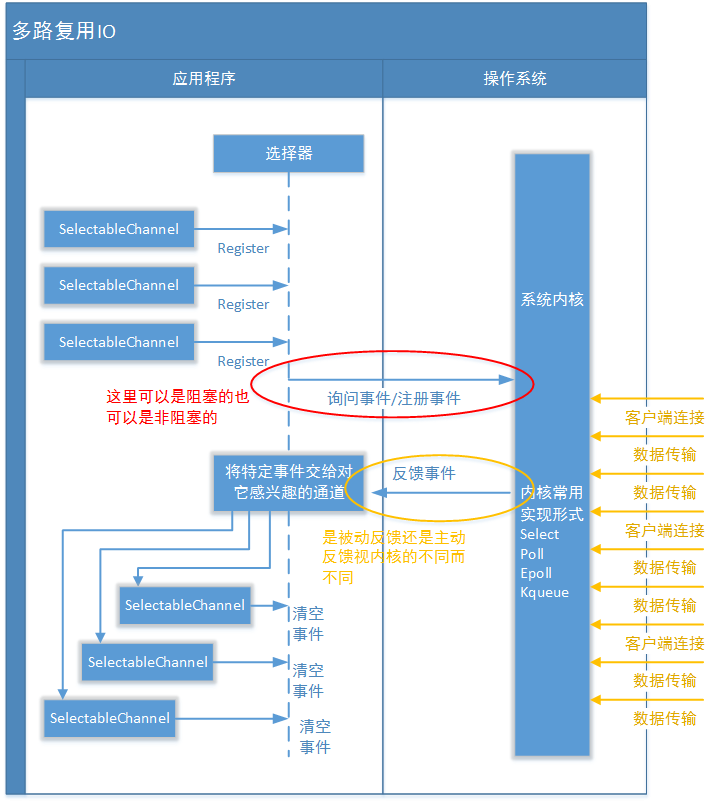 多路复用IO
应用程序
操作系统
选择器
SelectableChannel
Register
SelectableChannel
Register
SelectableChannel
Register
系统内核
这里可以是阻塞的也
可以是非阻塞的
询问事件/注册事件
客户端连接
数据传输
将特定事件交给对
它感兴趣的通道
反馈事件
内核常用
实现形式
Select
Poll
Epoll
Kqueue
数据传输
客户端连接
是被动反馈还是主动
反馈视内核的不同而
不同
数据传输
SelectableChannel
清空
事件
数据传输
客户端连接
SelectableChannel
清空
事件
数据传输
SelectableChannel
清空
事件
数据传输